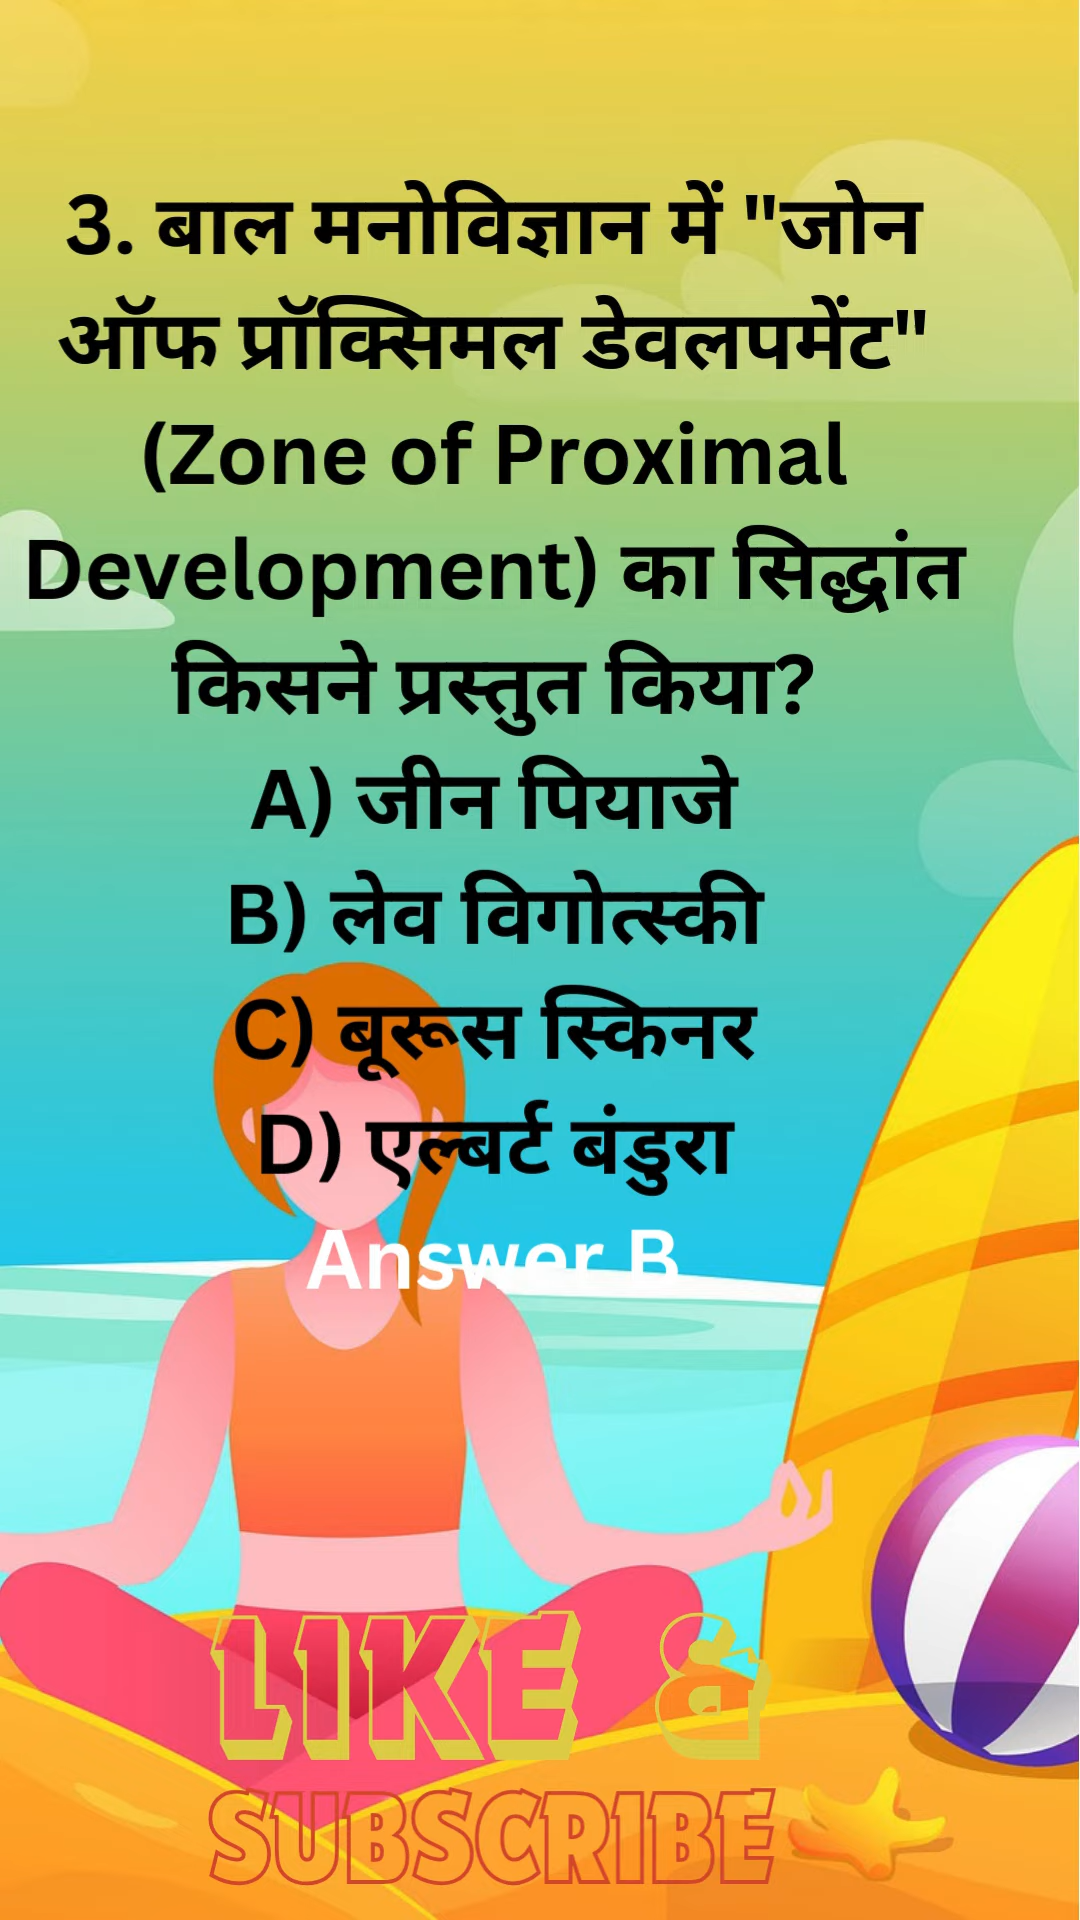 3. बाल मनोविज्ञान में "जोन
ऑफ प्रॉक्सिमल डेवलपमेंट"
(Zone of Proximal
Development) का सिद्धांत
किसने प्रस्तुत किया?
A) जीन पियाजे
B) लेव विगोत्स्की
C) बूरूस स्किनर
D) एल्बर्ट बंडुरा
Answer B
LIKE &
SUBSCRIBE